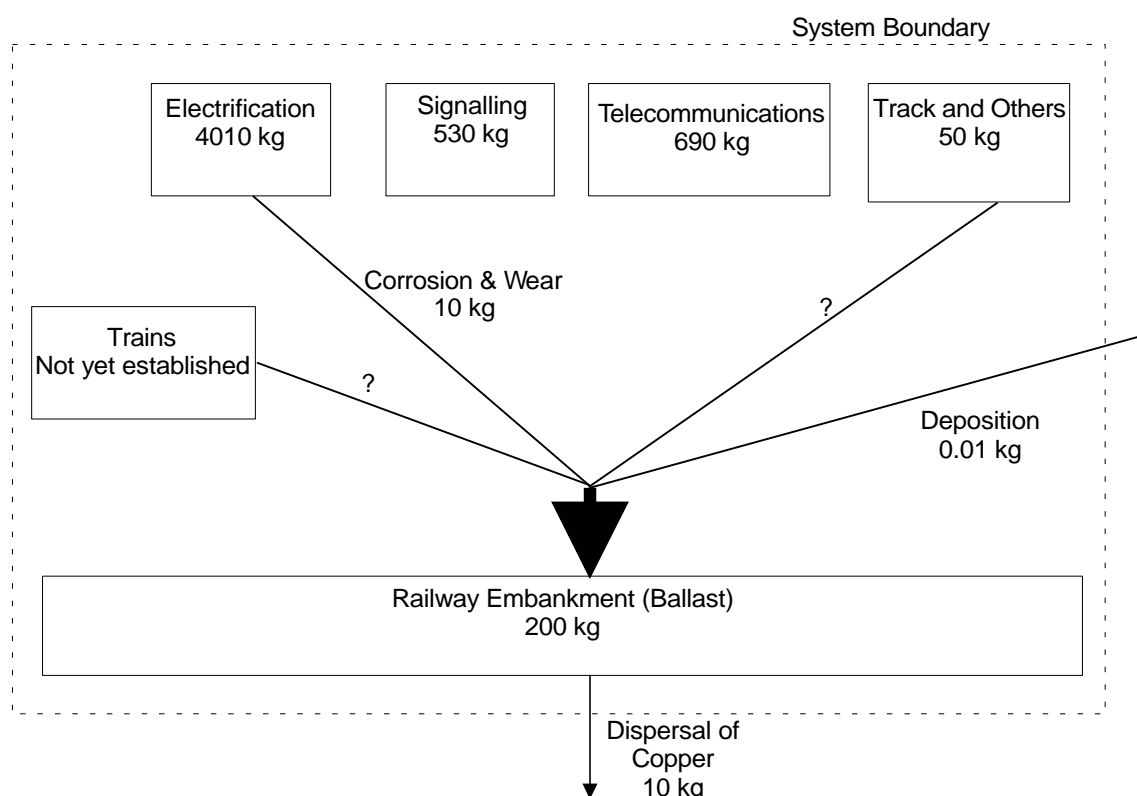 System Boundary
Electrification
4010 kg
Signalling
530 kg
Telecommunications
690 kg
Track and Others
50 kg
Corrosion & Wear
10 kg
?
Trains
Not yet established
?
Deposition
0.01 kg
Railway Embankment (Ballast)
200 kg
Dispersal of
Copper
10 kg